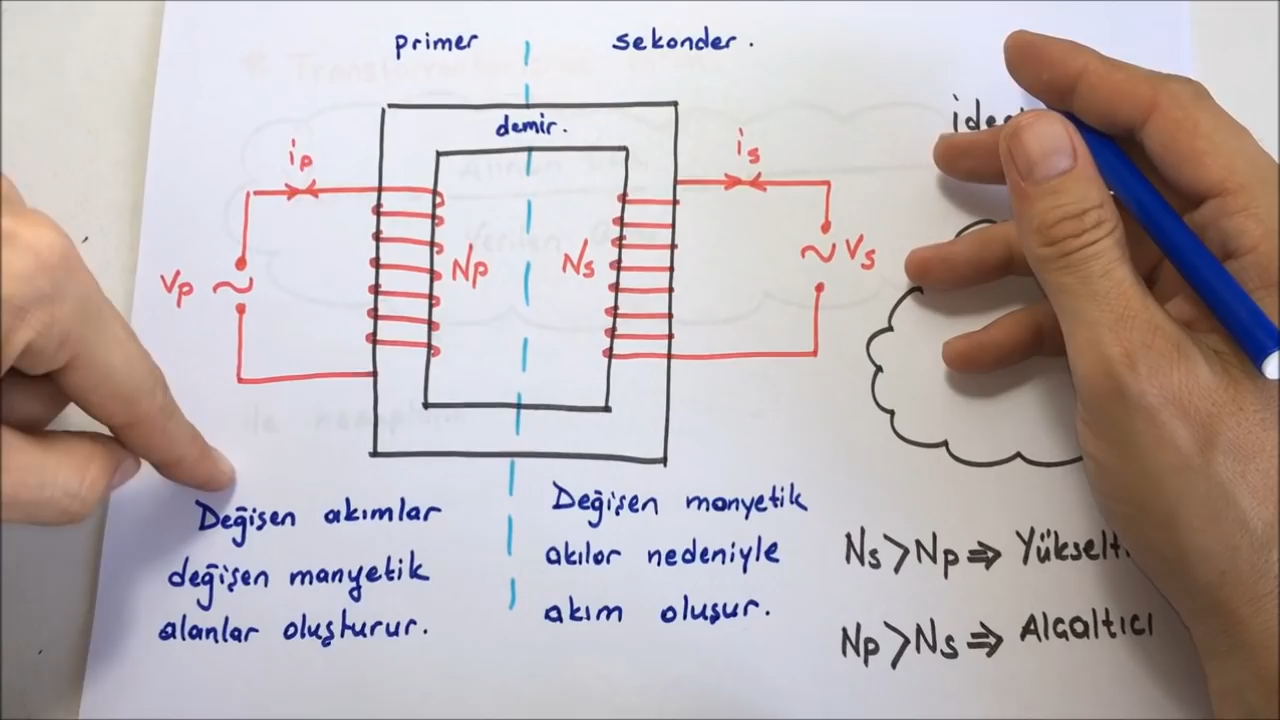 primer
sekonder.
demir.
ip
is
Vp
Np
Ns
Vs
Değişen akımlar
değişen manyetik
alanlar oluşturur.
Değişen manyetik
akılar nedeniyle
akım oluşur.
Ns > Np ⇒
Np > Ns ⇒ Alçaltıcı